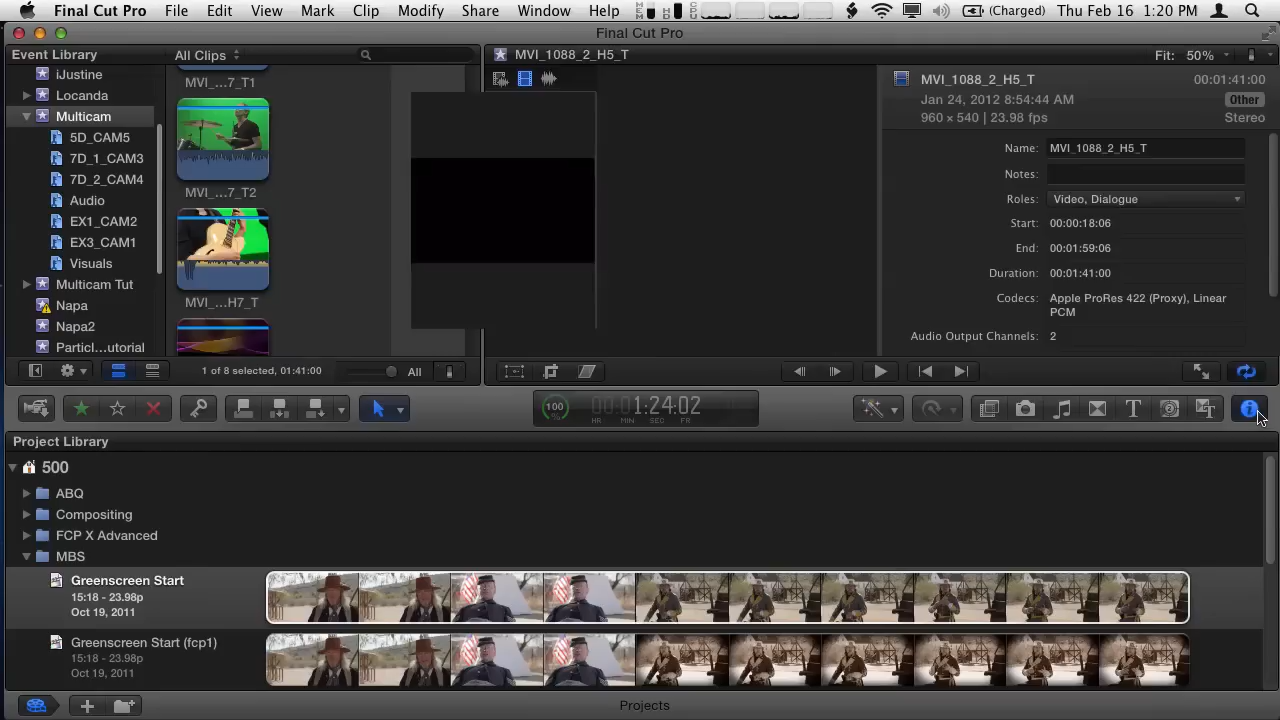 Final Cut Pro File Edit View Mark Clip Modify Share Window Help (Charged) Thu Feb 16 1:20 PM
Final Cut Pro
Event Library
All Clips
MVI_1088_2_H5_T
Fit: 50%
iJustine
Locanda
Multicam
5D_CAM5
7D_1_CAM3
7D_2_CAM4
Audio
EX1_CAM2
EX3_CAM1
Visuals
Multicam Tut
Napa
Napa2
Particl...utorial
MVI_...7_T1
MVI_...7_T2
MVI_...H7_T
MVI_1088_2_H5_T 00:01:41:00
Jan 24, 2012 8:54:44 AM Other
960 × 540 | 23.98 fps Stereo
Name: MVI_1088_2_H5_T
Notes:
Roles: Video, Dialogue
Start: 00:00:18:06
End: 00:01:59:06
Duration: 00:01:41:00
Codecs: Apple ProRes 422 (Proxy), Linear
PCM
Audio Output Channels: 2
1 of 8 selected, 01:41:00 All
100 % 00:01:24:02
HR MIN SEC FR
Project Library
500
ABQ
Compositing
FCP X Advanced
MBS
Greenscreen Start
15:18 - 23.98p
Oct 19, 2011
Greenscreen Start (fcp1)
15:18 - 23.98p
Oct 19, 2011
Projects